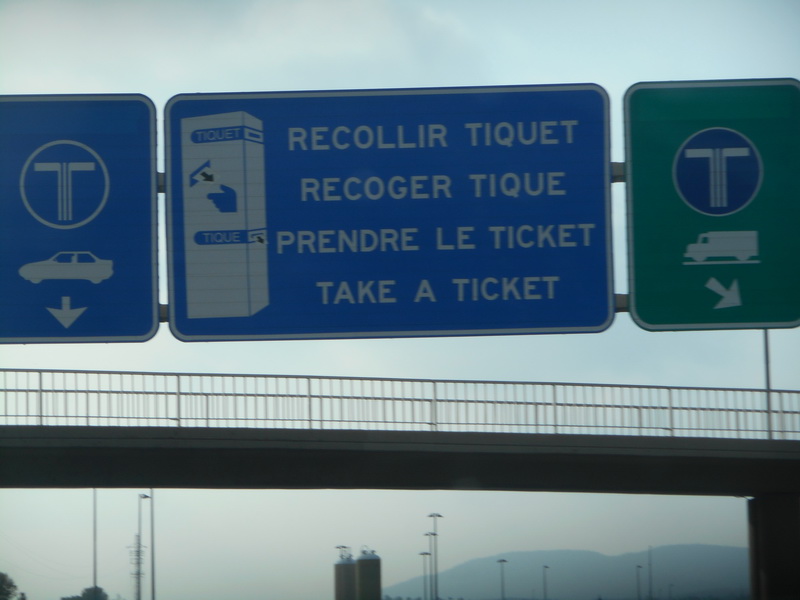 TIQUET
TIQUE
RECOLLIR TIQUET
RECOGER TIQUE
PRENDRE LE TICKET
TAKE A TICKET